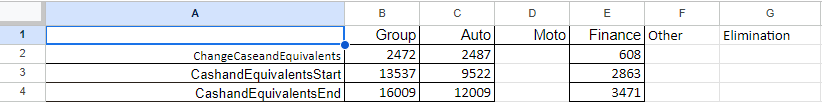 A B C D E F G
1 Group Auto Moto Finance Other Elimination
2 ChangeCaseandEquivalents 2472 2487 608
3 CashandEquivalentsStart 13537 9522 2863
4 CashandEquivalentsEnd 16009 12009 3471